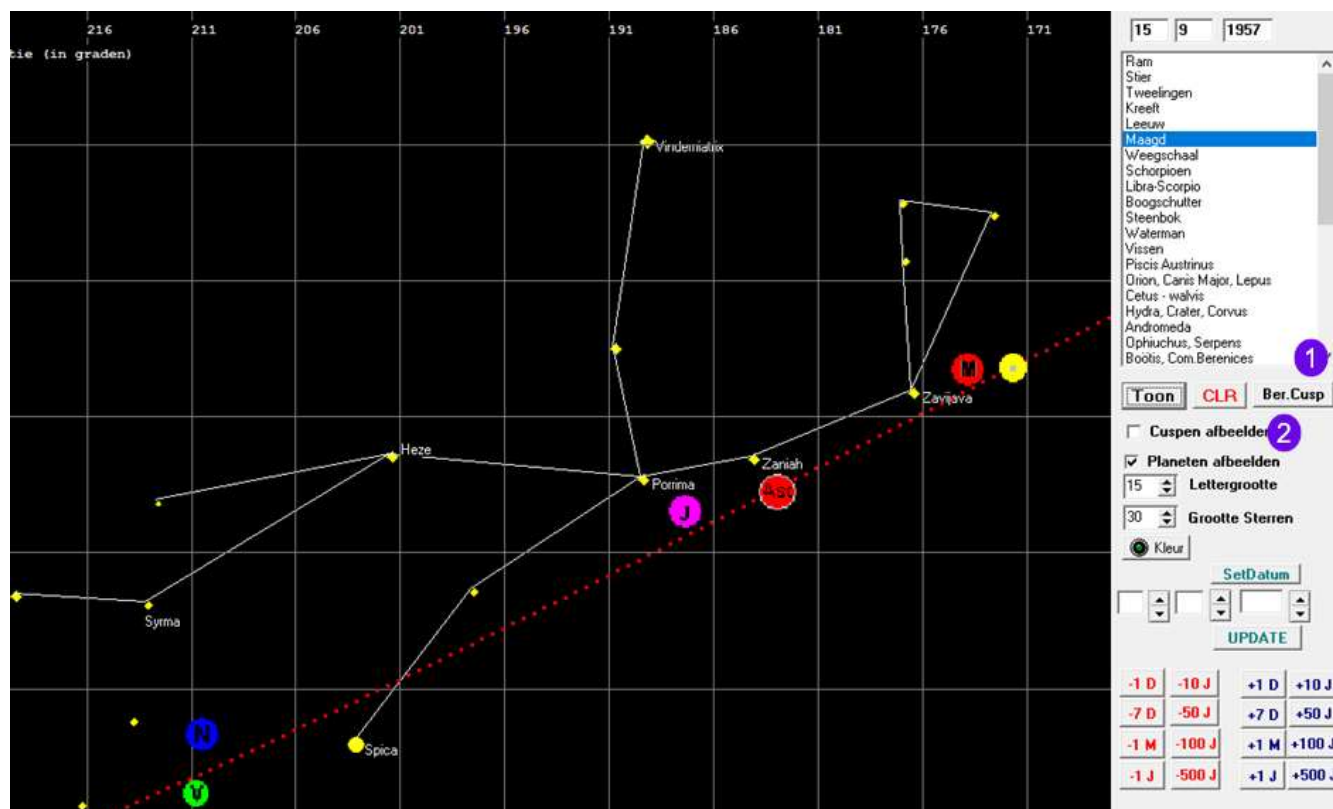 216 211 206 201 196 191 186 181 176 171
tie (in graden)
Vindemiatrix
Zavijava
Heze
Zaniah
Porrima
Syrma
Spica
M
Asc
J
N
V
15 9 1957
Ram
Stier
Tweelingen
Kreeft
Leeuw
Maagd
Weegschaal
Schorpioen
Libra-Scorpio
Boogschutter
Steenbok
Waterman
Vissen
Piscis Austrinus
Orion, Canis Major, Lepus
Cetus - walvis
Hydra, Crater, Corvus
Andromeda
Ophiuchus, Serpens
Boötis, Com.Berenices
1
Toon CLR Ber.Cusp
Cuspen afbeelden 2
Planeten afbeelden
15 Lettergrootte
30 Grootte Sterren
Kleur
SetDatum
UPDATE
-1 D -10 J +1 D +10 J
-7 D -50 J +7 D +50 J
-1 M -100 J +1 M +100 J
-1 J -500 J +1 J +500 J